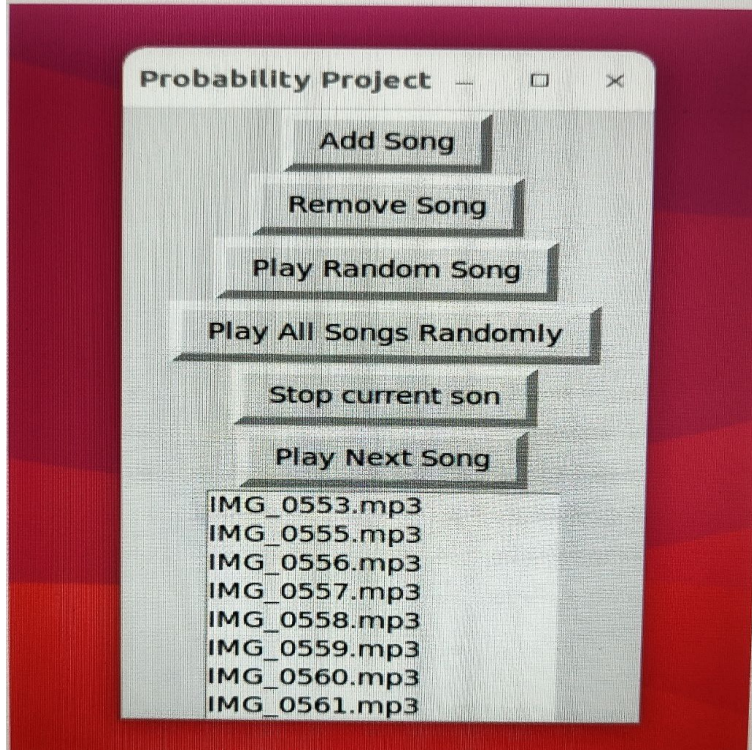 Probability Project
Add Song
Remove Song
Play Random Song
Play All Songs Randomly
Stop current son
Play Next Song
IMG_0553.mp3
IMG_0555.mp3
IMG_0556.mp3
IMG_0557.mp3
IMG_0558.mp3
IMG_0559.mp3
IMG_0560.mp3
IMG_0561.mp3